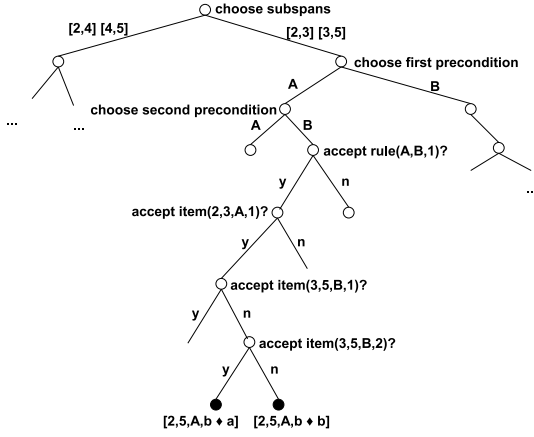 choose subspans
[2,4] [4,5]
[2,3] [3,5]
choose first precondition
A
B
choose second precondition
A
B
...
...
accept rule(A,B,1)?
..
y
n
accept item(2,3,A,1)?
y
n
accept item(3,5,B,1)?
y
n
accept item(3,5,B,2)?
y
n
[2,5,A,b ♦ a]
[2,5,A,b ♦ b]